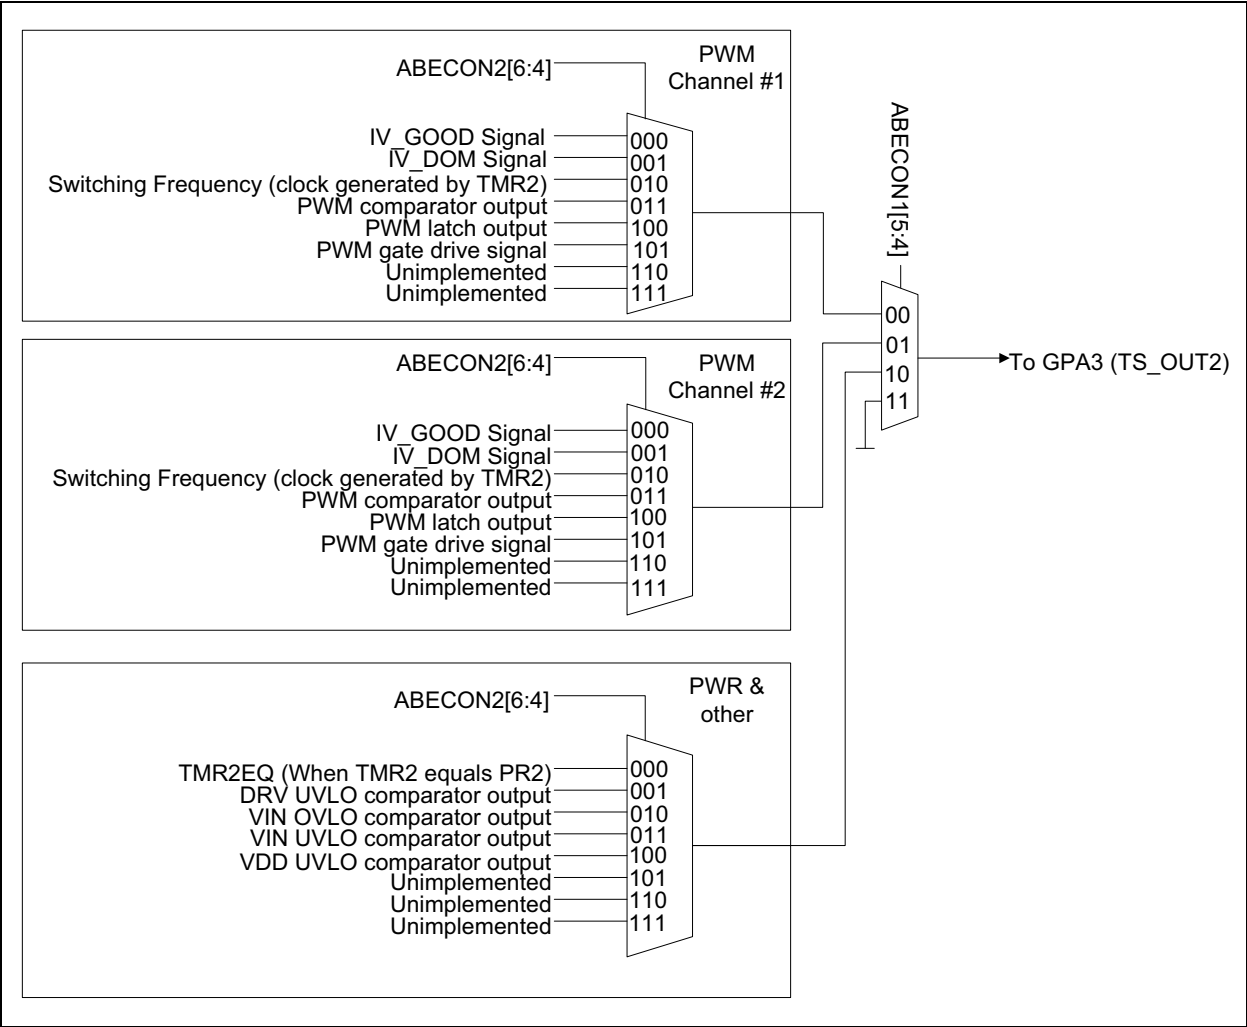 PWM
Channel #1
ABECON2[6:4]
IV_GOOD Signal 000
IV_DOM Signal 001
Switching Frequency (clock generated by TMR2) 010
PWM comparator output 011
PWM latch output 100
PWM gate drive signal 101
Unimplemented 110
Unimplemented 111
PWM
Channel #2
ABECON2[6:4]
IV_GOOD Signal 000
IV_DOM Signal 001
Switching Frequency (clock generated by TMR2) 010
PWM comparator output 011
PWM latch output 100
PWM gate drive signal 101
Unimplemented 110
Unimplemented 111
PWR &
other
ABECON2[6:4]
TMR2EQ (When TMR2 equals PR2) 000
DRV UVLO comparator output 001
VIN OVLO comparator output 010
VIN UVLO comparator output 011
VDD UVLO comparator output 100
Unimplemented 101
Unimplemented 110
Unimplemented 111
ABECON1[5:4]
00
01
10
11
To GPA3 (TS_OUT2)